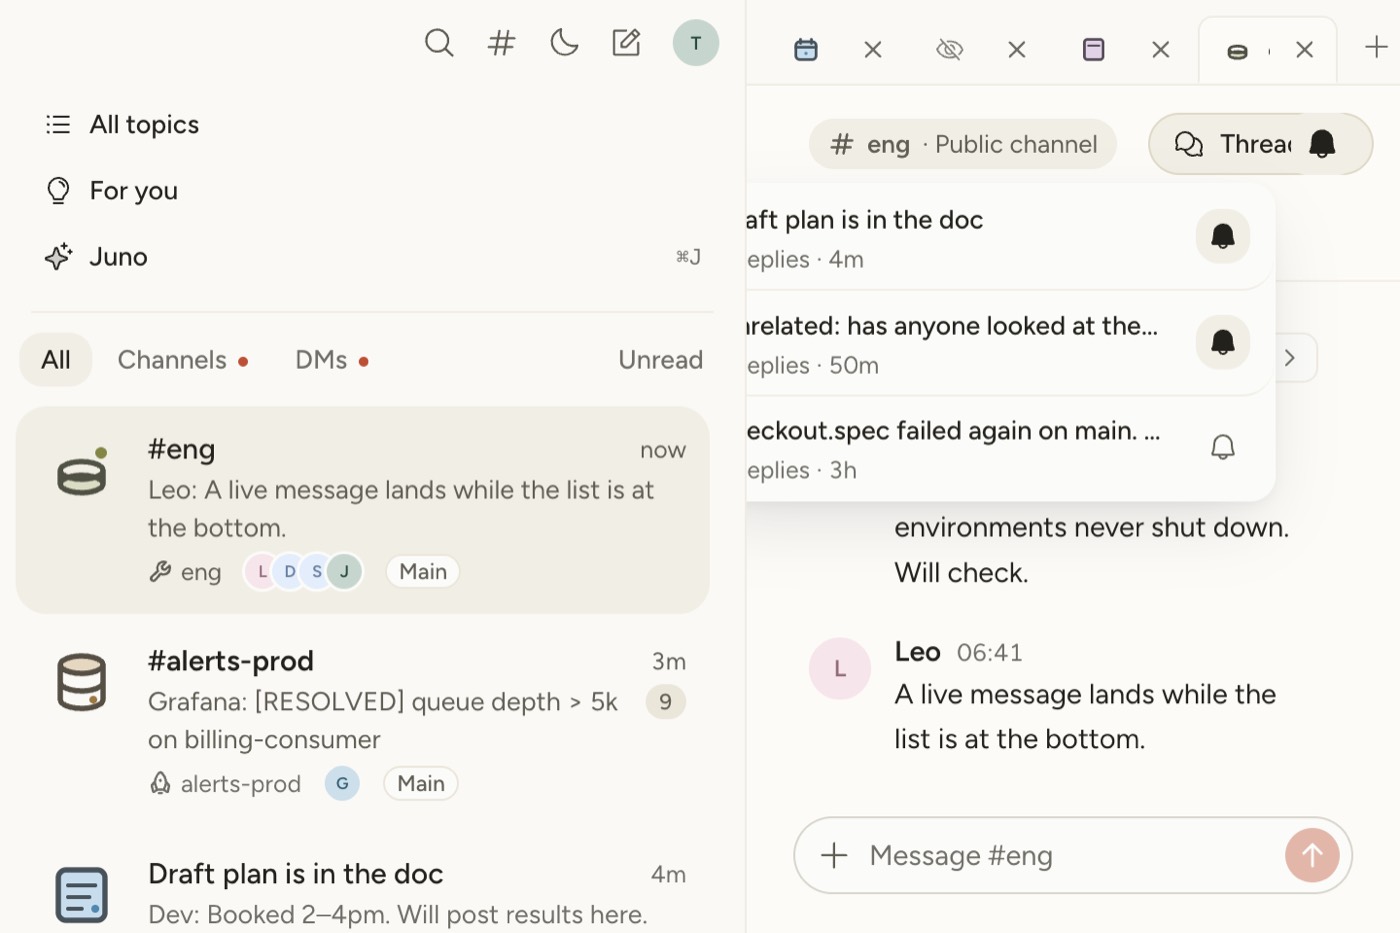 T
All topics
For you
Juno
⌘J
All
Channels
DMs
Unread
#eng
now
Leo: A live message lands while the list is at
the bottom.
eng
L
D
S
J
Main
#alerts-prod
3m
Grafana: [RESOLVED] queue depth > 5k
9
on billing-consumer
alerts-prod
G
Main
Draft plan is in the doc
4m
Dev: Booked 2–4pm. Will post results here.
# eng · Public channel
Threa
aft plan is in the doc
eplies · 4m
related: has anyone looked at the...
eplies · 50m
eckout.spec failed again on main. ...
eplies · 3h
environments never shut down.
Will check.
L
Leo 06:41
A live message lands while the
list is at the bottom.
Message #eng